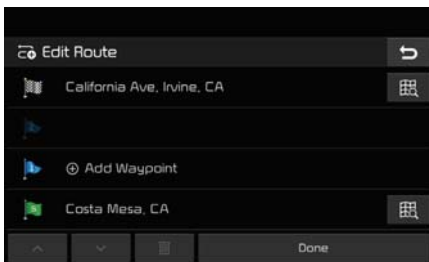 Edit Route
California Ave, Irvine, CA
Add Waypoint
Costa Mesa, CA
Done